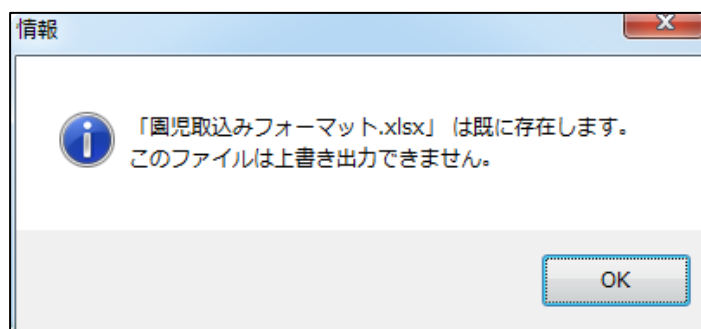 情報
「園児取込みフォーマット.xlsx」 は既に存在します。
このファイルは上書き出力できません。
OK